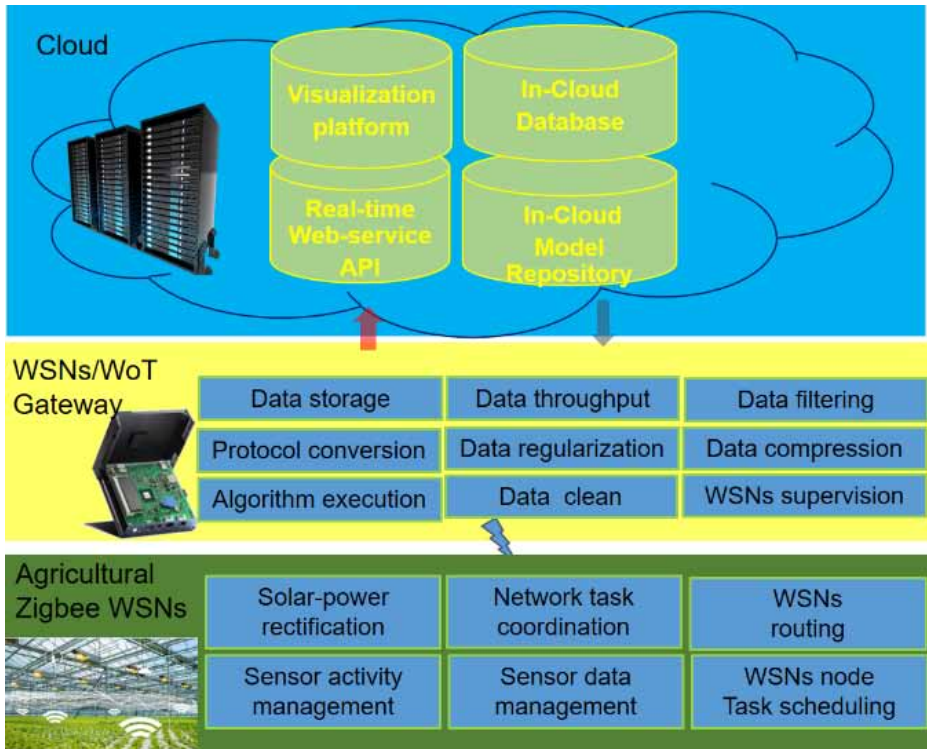 Cloud
Visualization
platform
In-Cloud
Database
Real-time
Web-service
APi
In-Cloud
Model
Repository
WSNs/WoT
Gateway
Data storage
Data throughput
Data filtering
Protocol conversion
Data regularization
Data compression
Algorithm execution
Data clean
WSNs supervision
Agricultural
Zigbee WSNs
Solar-power
rectification
Network task
coordination
WSNs
routing
Sensor activity
management
Sensor data
management
WSNs node
Task scheduling